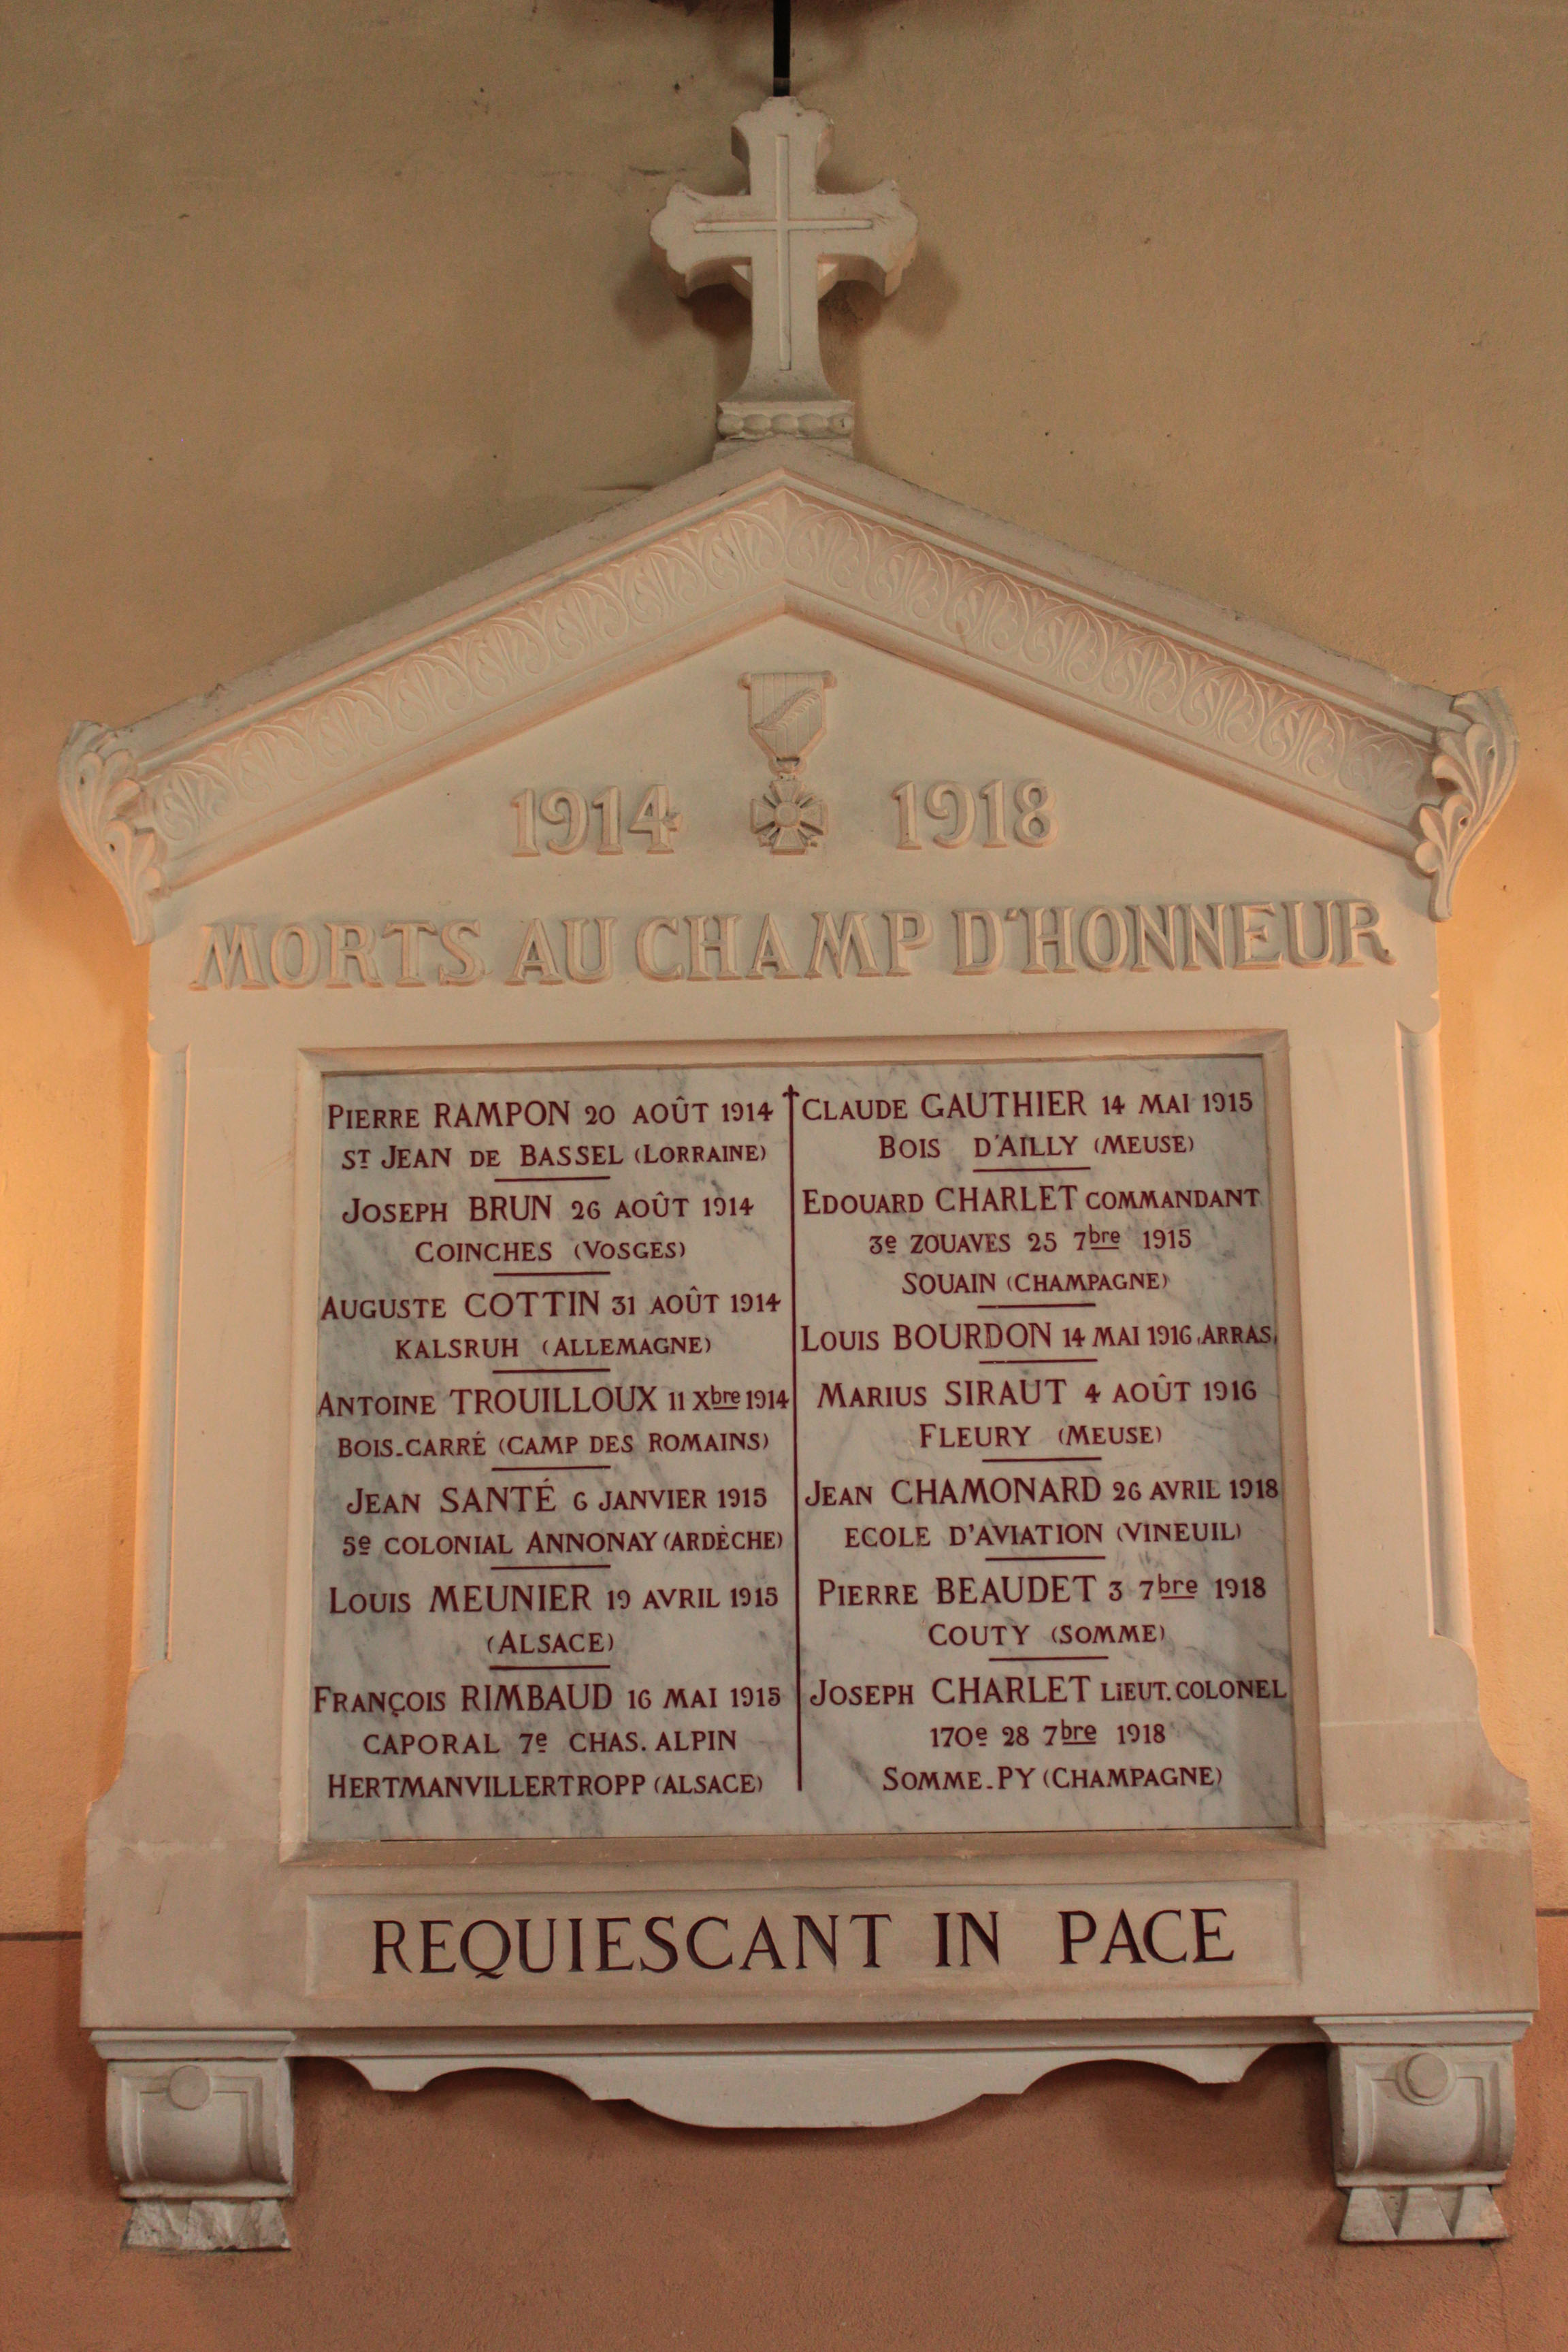 1914 1918
MORTS AU CHAMP D'HONNEUR
PIERRE RAMPON 20 AOÛT 1914
ST JEAN DE BASSEL (LORRAINE)
JOSEPH BRUN 26 AOÛT 1914
COINCHES (VOSGES)
AUGUSTE COTTIN 31 AOÛT 1914
KALSRUH (ALLEMAGNE)
ANTOINE TROUILLOUX 11 Xbre 1914
BOIS-CARRÉ (CAMP DES ROMAINS)
JEAN SANTÉ 6 JANVIER 1915
5e COLONIAL ANNONAY (ARDÈCHE)
LOUIS MEUNIER 19 AVRIL 1915
(ALSACE)
FRANÇOIS RIMBAUD 16 MAI 1915
CAPORAL 7e CHAS. ALPIN
HERTMANVILLERTROPP (ALSACE)
CLAUDE GAUTHIER 14 MAI 1915
BOIS D'AILLY (MEUSE)
EDOUARD CHARLET COMMANDANT
3e ZOUAVES 25 7bre 1915
SOUAIN (CHAMPAGNE)
LOUIS BOURDON 14 MAI 1916 (ARRAS)
MARIUS SIRAUT 4 AOÛT 1916
FLEURY (MEUSE)
JEAN CHAMONARD 26 AVRIL 1918
ECOLE D'AVIATION (VINEUIL)
PIERRE BEAUDET 3 7bre 1918
COUTY (SOMME)
JOSEPH CHARLET LIEUT. COLONEL
170e 28 7bre 1918
SOMME-PY (CHAMPAGNE)
REQUIESCANT IN PACE